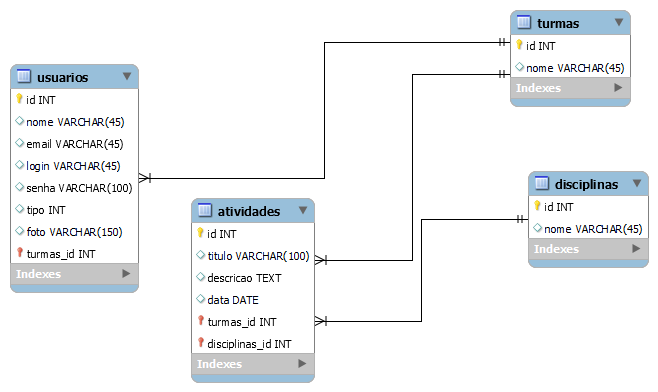 usuarios
id INT
nome VARCHAR(45)
email VARCHAR(45)
login VARCHAR(45)
senha VARCHAR(100)
tipo INT
foto VARCHAR(150)
turmas_id INT
Indexes
atividades
id INT
titulo VARCHAR(100)
descricao TEXT
data DATE
turmas_id INT
disciplinas_id INT
Indexes
turmas
id INT
nome VARCHAR(45)
Indexes
disciplinas
id INT
nome VARCHAR(45)
Indexes